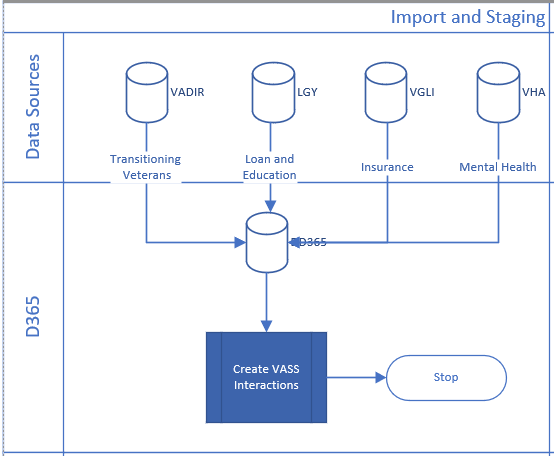 Import and Staging
Data Sources
VADIR
LGY
VGLI
VHA
Transitioning
Veterans
Loan and
Education
Insurance
Mental Health
D365
D365
Create VASS
Interactions
Stop